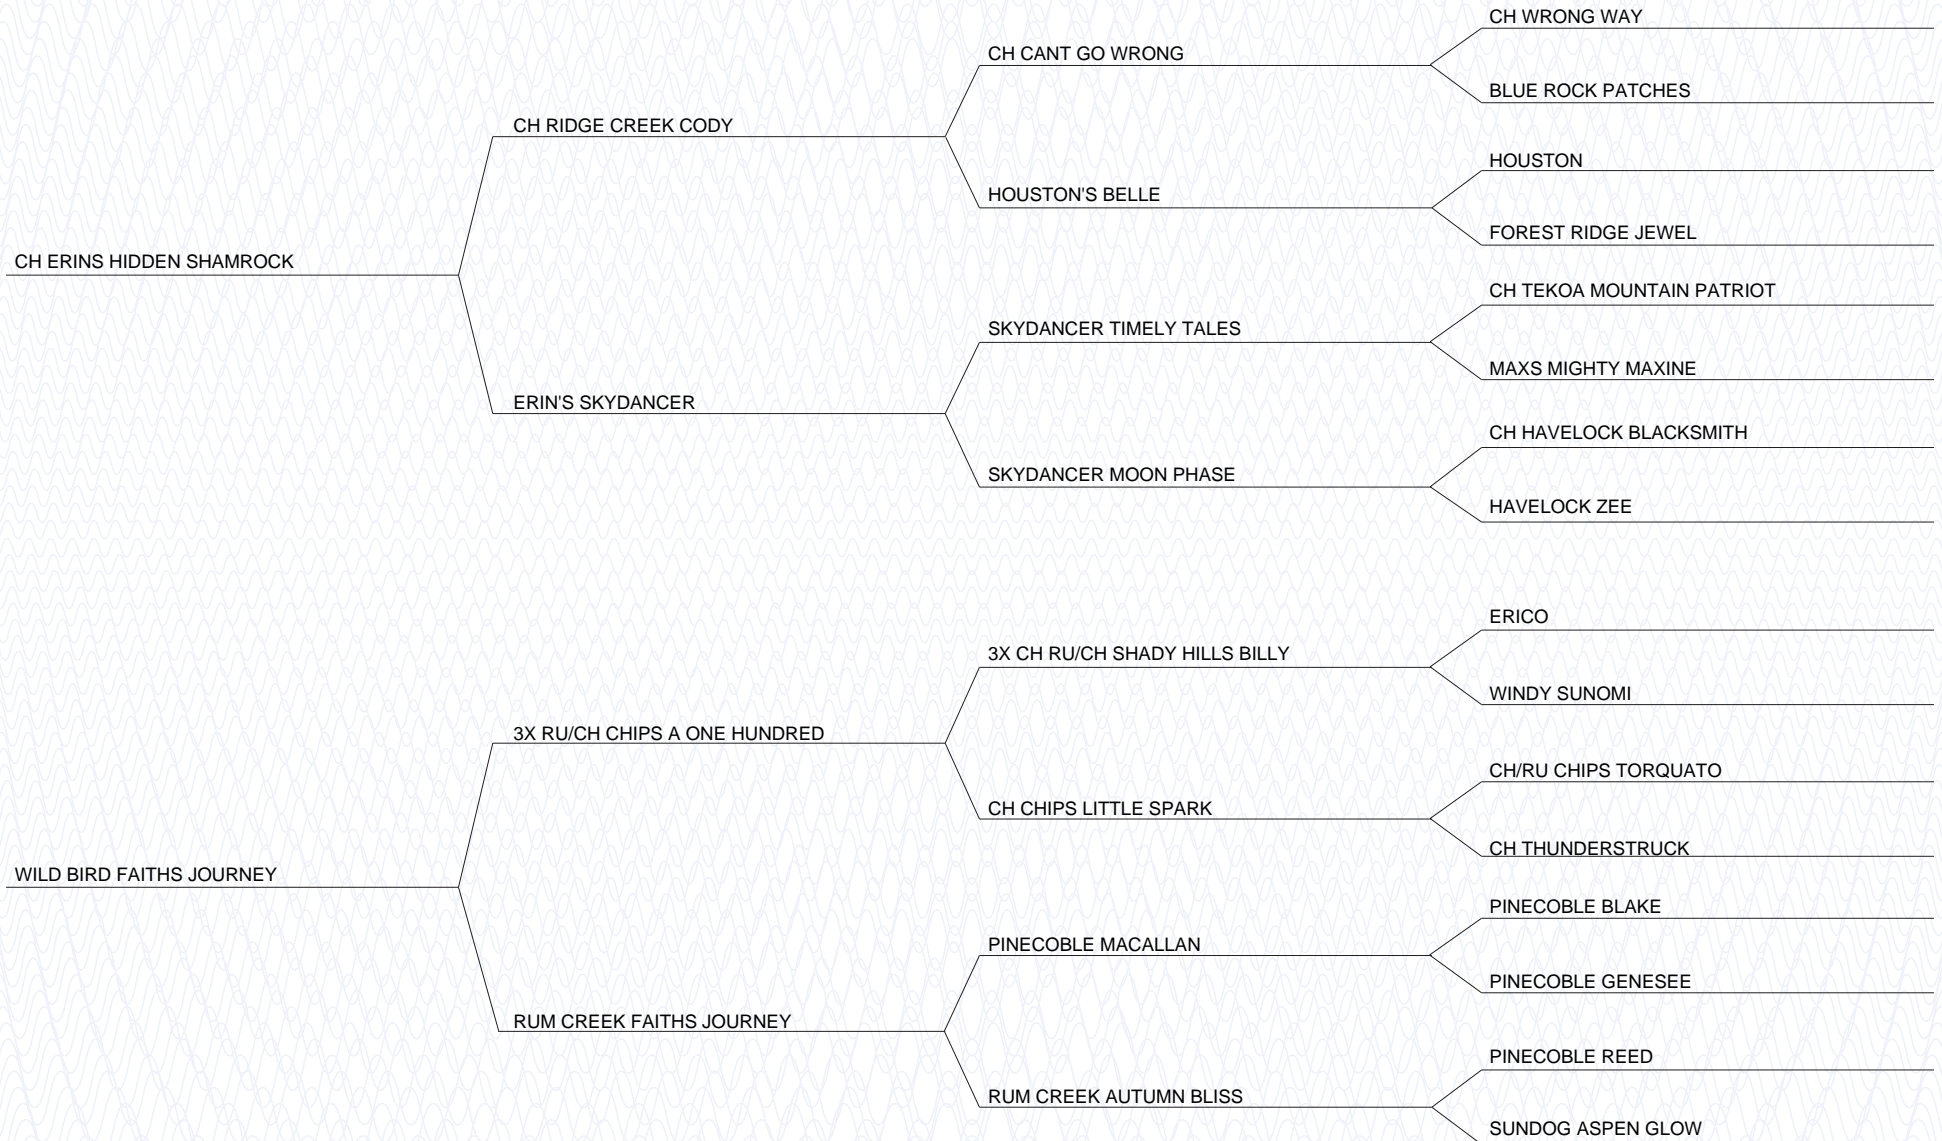 CH WRONG WAY
CH CANT GO WRONG
BLUE ROCK PATCHES
CH RIDGE CREEK CODY
HOUSTON
HOUSTON'S BELLE
FOREST RIDGE JEWEL
CH ERINS HIDDEN SHAMROCK
CH TEKOA MOUNTAIN PATRIOT
SKYDANCER TIMELY TALES
MAXS MIGHTY MAXINE
ERIN'S SKYDANCER
CH HAVELOCK BLACKSMITH
SKYDANCER MOON PHASE
HAVELOCK ZEE
ERICO
3X CH RU/CH SHADY HILLS BILLY
WINDY SUNOMI
3X RU/CH CHIPS A ONE HUNDRED
CH/RU CHIPS TORQUATO
CH CHIPS LITTLE SPARK
CH THUNDERSTRUCK
WILD BIRD FAITHS JOURNEY
PINECOBLE BLAKE
PINECOBLE MACALLAN
PINECOBLE GENESEE
RUM CREEK FAITHS JOURNEY
PINECOBLE REED
RUM CREEK AUTUMN BLISS
SUNDOG ASPEN GLOW